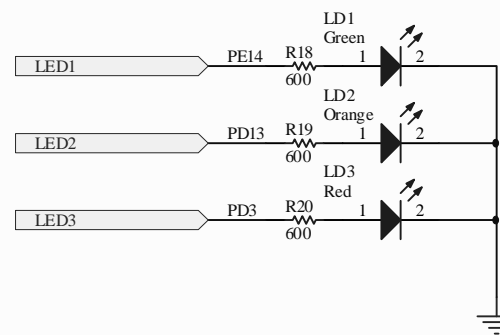 LD1
Green
LED1
PE14
R18
600
1
2
LD2
Orange
LED2
PD13
R19
600
1
2
LD3
Red
LED3
PD3
R20
600
1
2